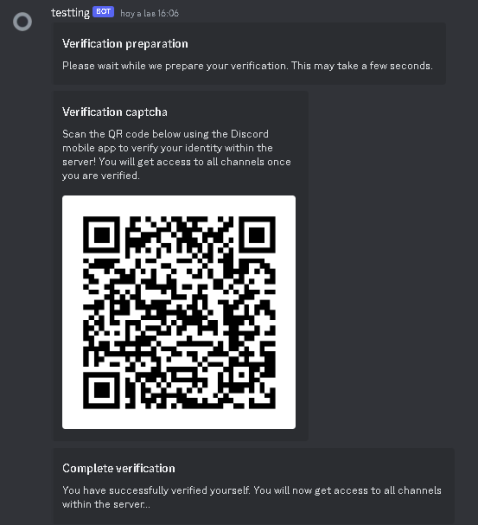 testting BOT hoy a las 16:06
Verification preparation
Please wait while we prepare your verification. This may take a few seconds.
Verification captcha
Scan the QR code below using the Discord
mobile app to verify your identity within the
server! You will get access to all channels once
you are verified.
Complete verification
You have successfully verified yourself. You will now get access to all channels
within the server...